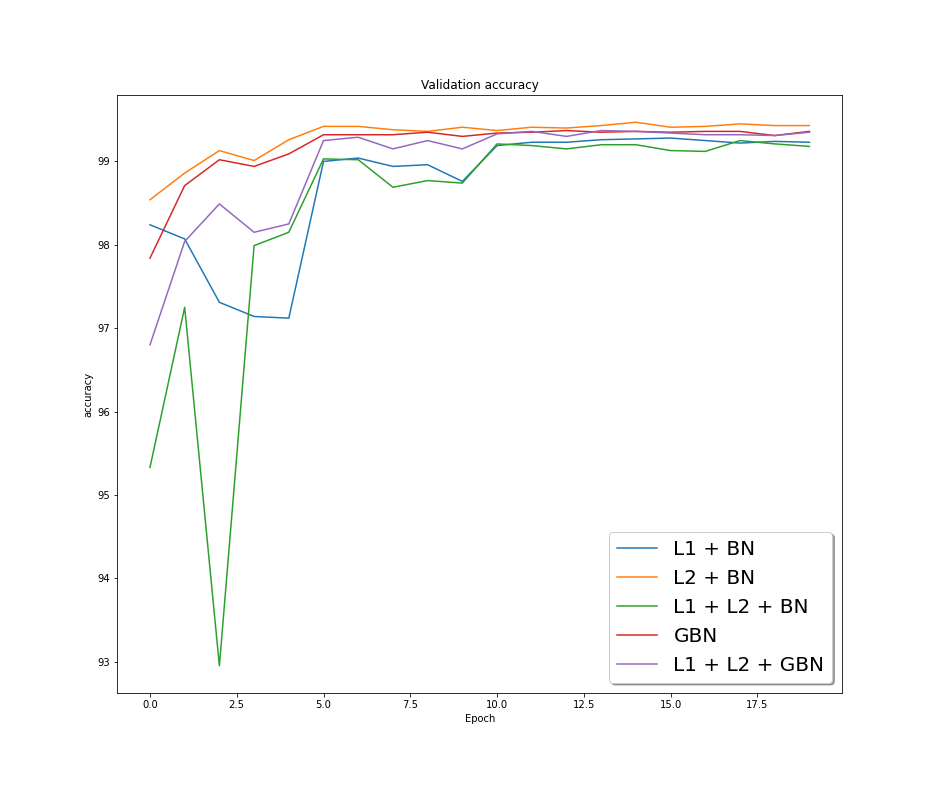 Validation accuracy
accuracy
99
98
97
96
95
94
93
L1 + BN
L2 + BN
L1 + L2 + BN
GBN
L1 + L2 + GBN
0.0 2.5 5.0 7.5 10.0 12.5 15.0 17.5
Epoch